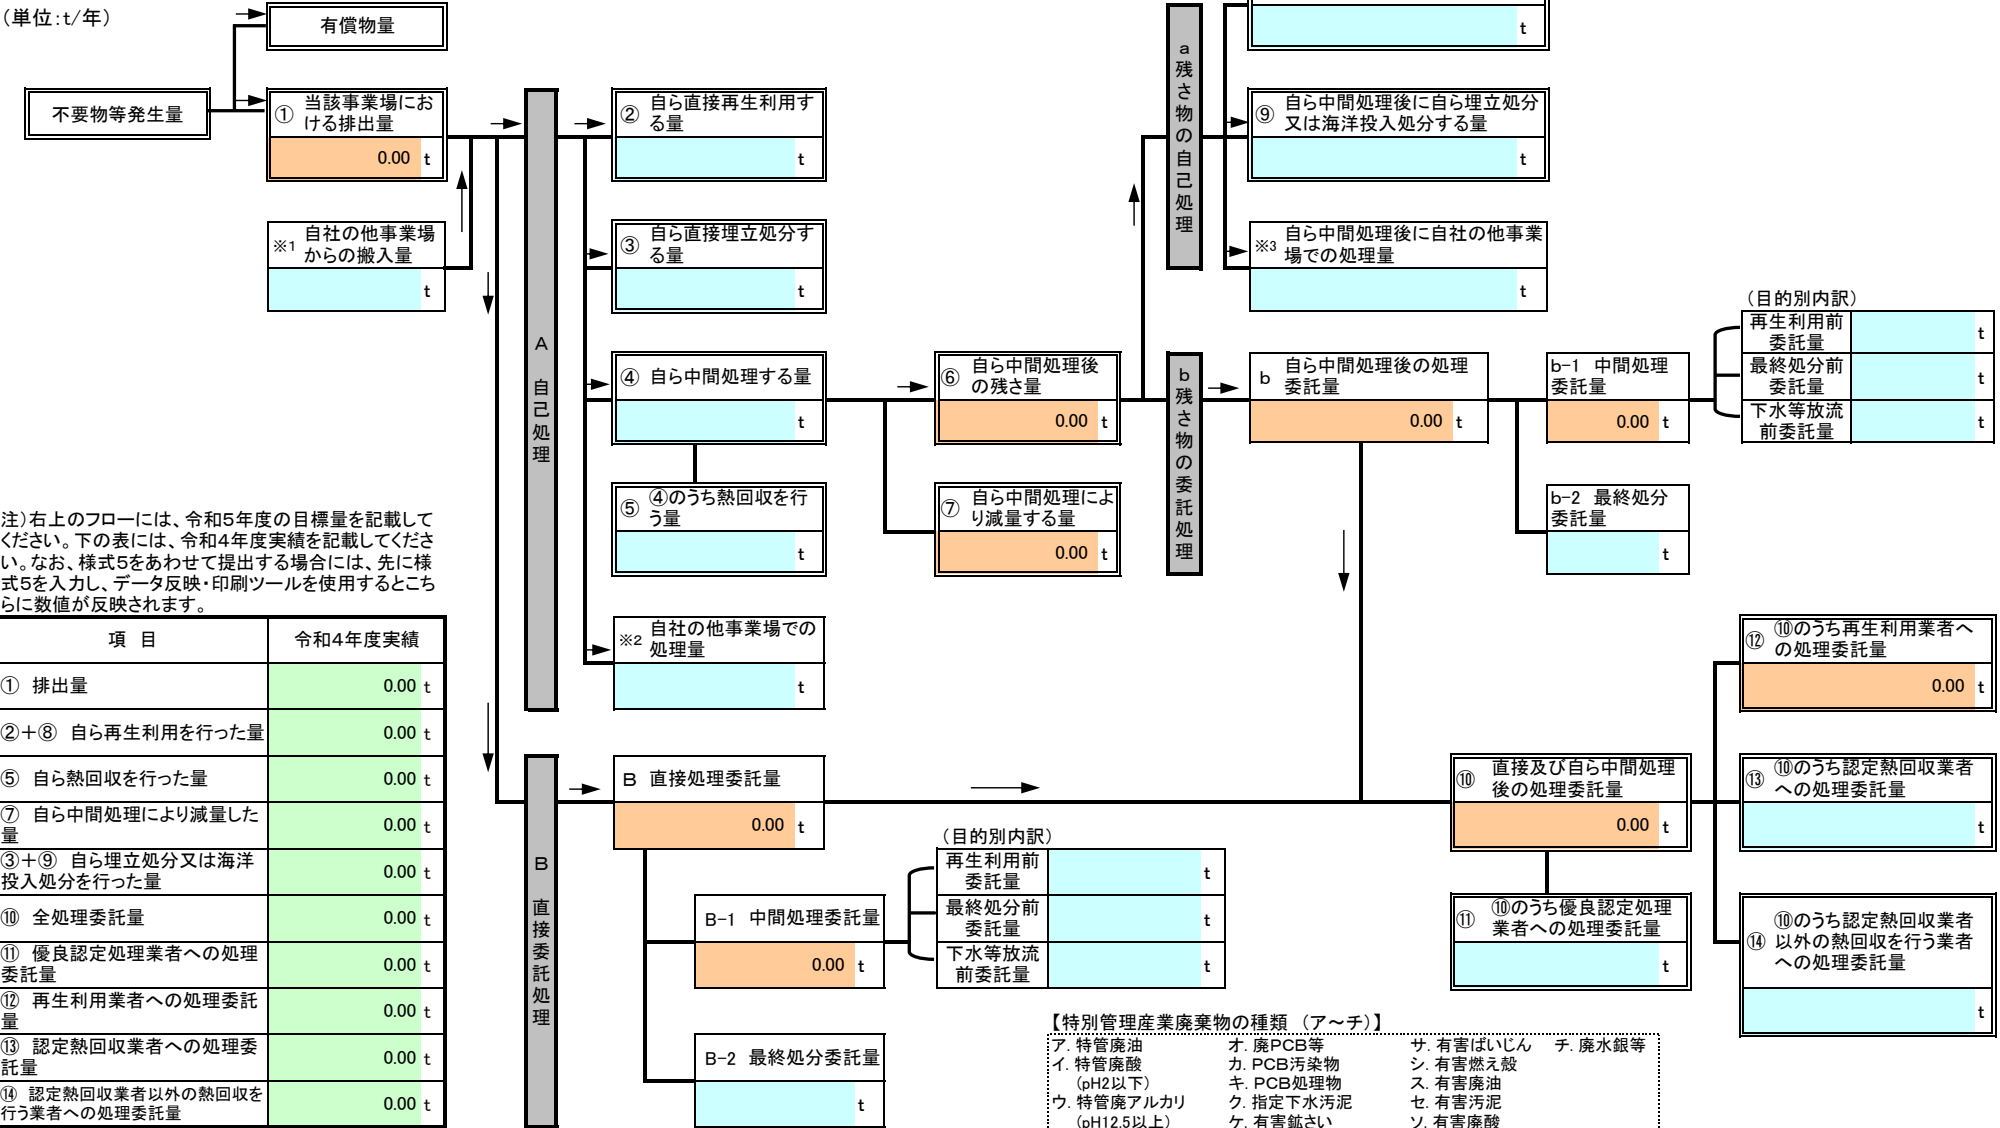 （単位：t/年）
有償物量
不要物等発生量
① 当該事業場にお
ける排出量
0.00 t
※1 自社の他事業場
からの搬入量
t
A 自己処理
② 自ら直接再生利用す
る量
t
③ 自ら直接埋立処分す
る量
t
④ 自ら中間処理する量
t
⑤ ④のうち熱回収を行
う量
t
※2 自社の他事業場での
処理量
t
⑥ 自ら中間処理後
の残さ量
0.00 t
⑦ 自ら中間処理によ
り減量する量
0.00 t
a 残さ物の自己処理
t
⑨ 自ら中間処理後に自ら埋立処分
又は海洋投入処分する量
t
※3 自ら中間処理後に自社の他事業
場での処理量
t
b 残さ物の委託処理
b 自ら中間処理後の処理
委託量
0.00 t
b-1 中間処理
委託量
0.00 t
（目的別内訳）
再生利用前
委託量
t
最終処分前
委託量
t
下水等放流
前委託量
t
b-2 最終処分
委託量
t
注）右上のフローには、令和５年度の目標量を記載して
ください。下の表には、令和４年度実績を記載してくださ
い。なお、様式５をあわせて提出する場合には、先に様
式５を入力し、データ反映・印刷ツールを使用するとこち
らに数値が反映されます。
項 目 令和４年度実績
① 排出量 0.00 t
②＋⑧ 自ら再生利用を行った量 0.00 t
⑤ 自ら熱回収を行った量 0.00 t
⑦ 自ら中間処理により減量した
量 0.00 t
③＋⑨ 自ら埋立処分又は海洋
投入処分を行った量 0.00 t
⑩ 全処理委託量 0.00 t
⑪ 優良認定処理業者への処理
委託量 0.00 t
⑫ 再生利用業者への処理委託
量 0.00 t
⑬ 認定熱回収業者への処理委
託量 0.00 t
⑭ 認定熱回収業者以外の熱回収を
行う業者への処理委託量 0.00 t
B 直接委託処理
B 直接処理委託量
0.00 t
B-1 中間処理委託量
0.00 t
（目的別内訳）
再生利用前
委託量
t
最終処分前
委託量
t
下水等放流
前委託量
t
B-2 最終処分委託量
t
⑩ 直接及び自ら中間処理
後の処理委託量
0.00 t
⑪ ⑩のうち優良認定処理
業者への処理委託量
t
⑫ ⑩のうち再生利用業者へ
の処理委託量
0.00 t
⑬ ⑩のうち認定熱回収業者
への処理委託量
t
⑭ ⑩のうち認定熱回収業者
以外の熱回収を行う業者
への処理委託量
t
【特別管理産業廃棄物の種類 （ア～チ）】
ア. 特管廃油 オ. 廃PCB等 サ. 有害ばいじん チ. 廃水銀等
イ. 特管廃酸 カ. PCB汚染物 シ. 有害燃え殻
（pH2以下） キ. PCB処理物 ス. 有害廃油
ウ. 特管廃アルカリ ク. 指定下水汚泥 セ. 有害汚泥
（pH12.5以上） ケ. 有害鉱さい ソ. 有害廃酸